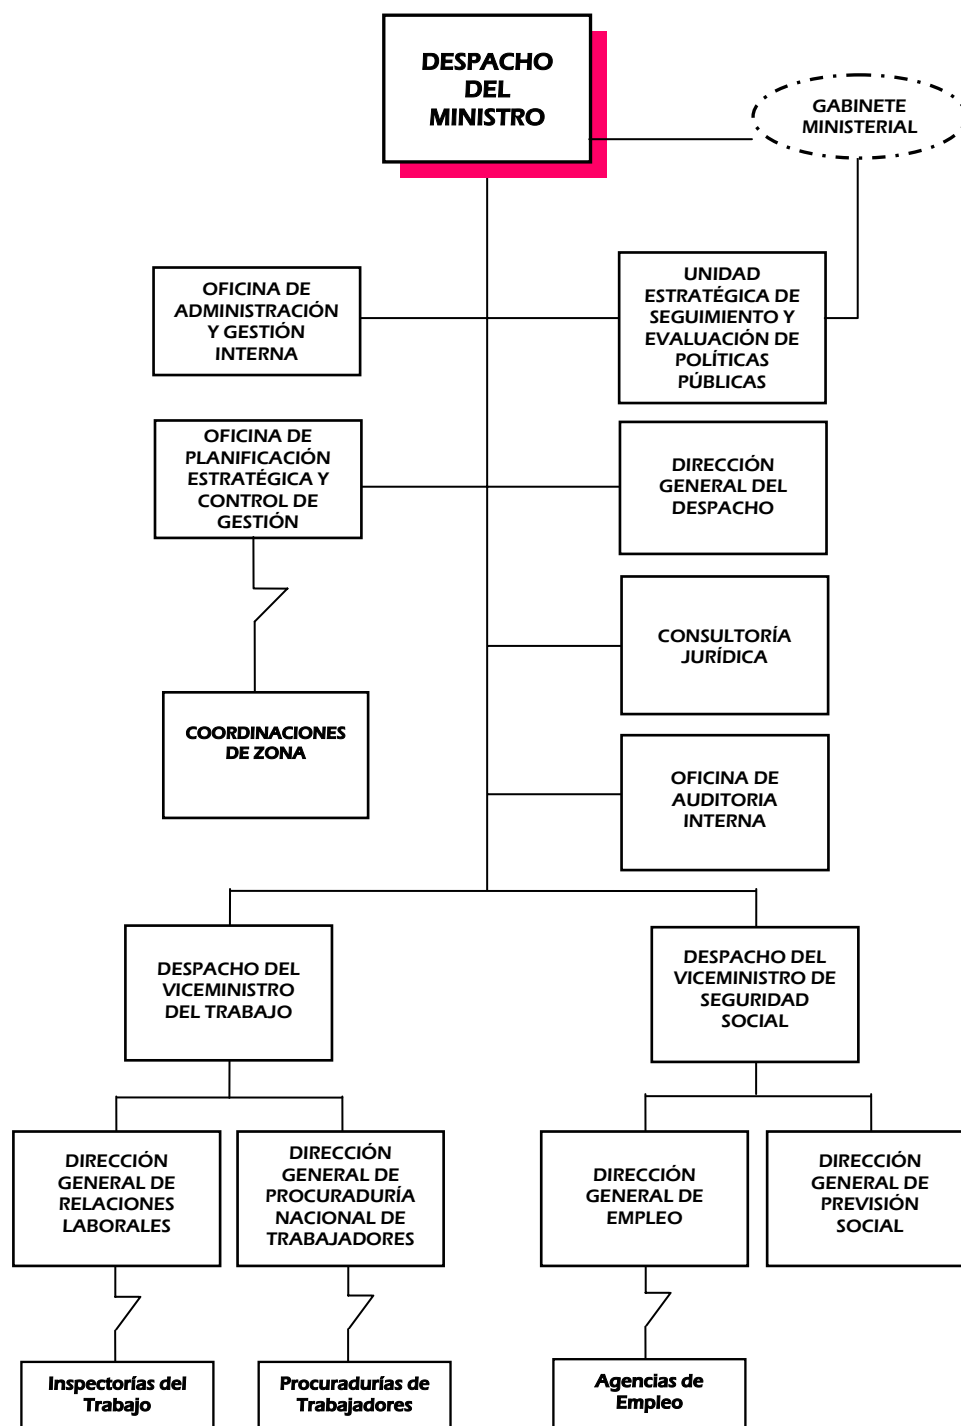 DESPACHO
DEL
MINISTRO
GABINETE
MINISTERIAL
OFICINA DE
ADMINISTRACIÓN
Y GESTIÓN
INTERNA
UNIDAD
ESTRATÉGICA DE
SEGUIMIENTO Y
EVALUACIÓN DE
POLÍTICAS
PÚBLICAS
OFICINA DE
PLANIFICACIÓN
ESTRATÉGICA Y
CONTROL DE
GESTIÓN
DIRECCIÓN
GENERAL DEL
DESPACHO
CONSULTORÍA
JURÍDICA
COORDINACIONES
DE ZONA
OFICINA DE
AUDITORIA
INTERNA
DESPACHO DEL
VICEMINISTRO
DEL TRABAJO
DESPACHO DEL
VICEMINISTRO DE
SEGURIDAD
SOCIAL
DIRECCIÓN
GENERAL DE
RELACIONES
LABORALES
DIRECCIÓN
GENERAL DE
PROCURADURÍA
NACIONAL DE
TRABAJADORES
DIRECCIÓN
GENERAL DE
EMPLEO
DIRECCIÓN
GENERAL DE
PREVISIÓN
SOCIAL
Inspectorías del
Trabajo
Procuradurías de
Trabajadores
Agencias de
Empleo